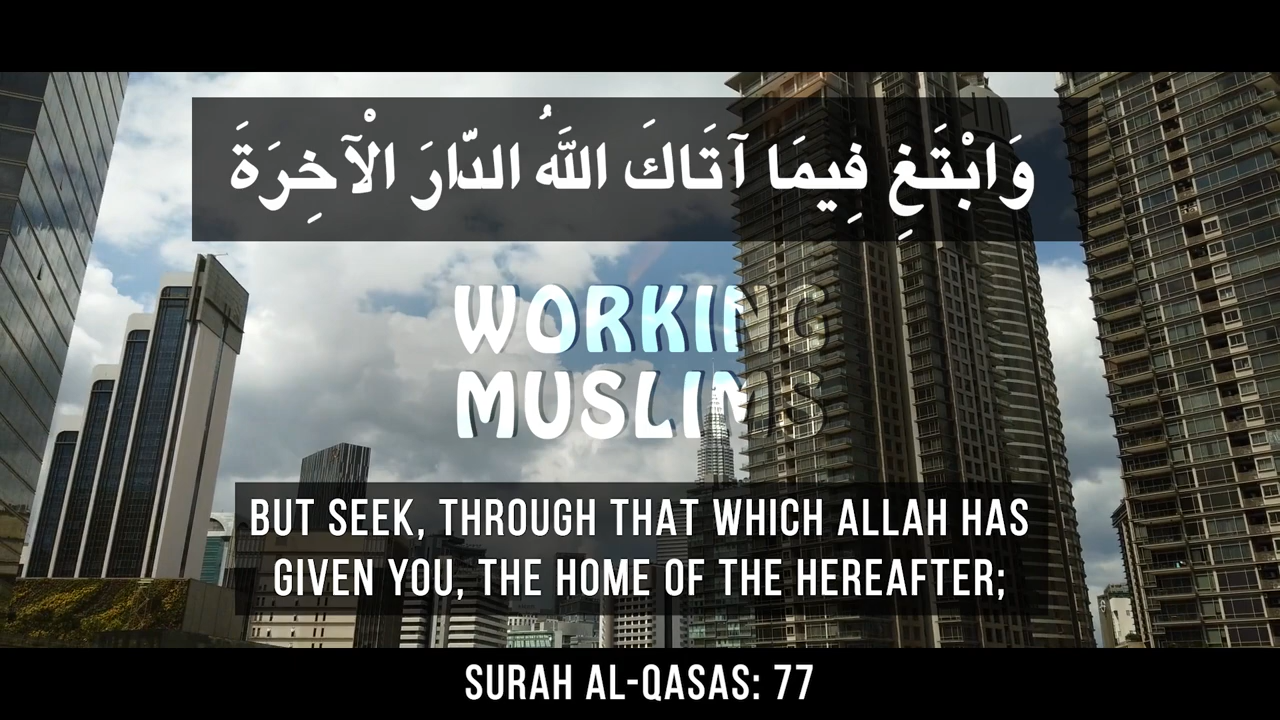 وَابْتَغِ فِيمَا آتَاكَ اللَّهُ الدَّارَ الْآخِرَةَ
WORKING
MUSLIMS
BUT SEEK, THROUGH THAT WHICH ALLAH HAS
GIVEN YOU, THE HOME OF THE HEREAFTER;
SURAH AL-QASAS: 77